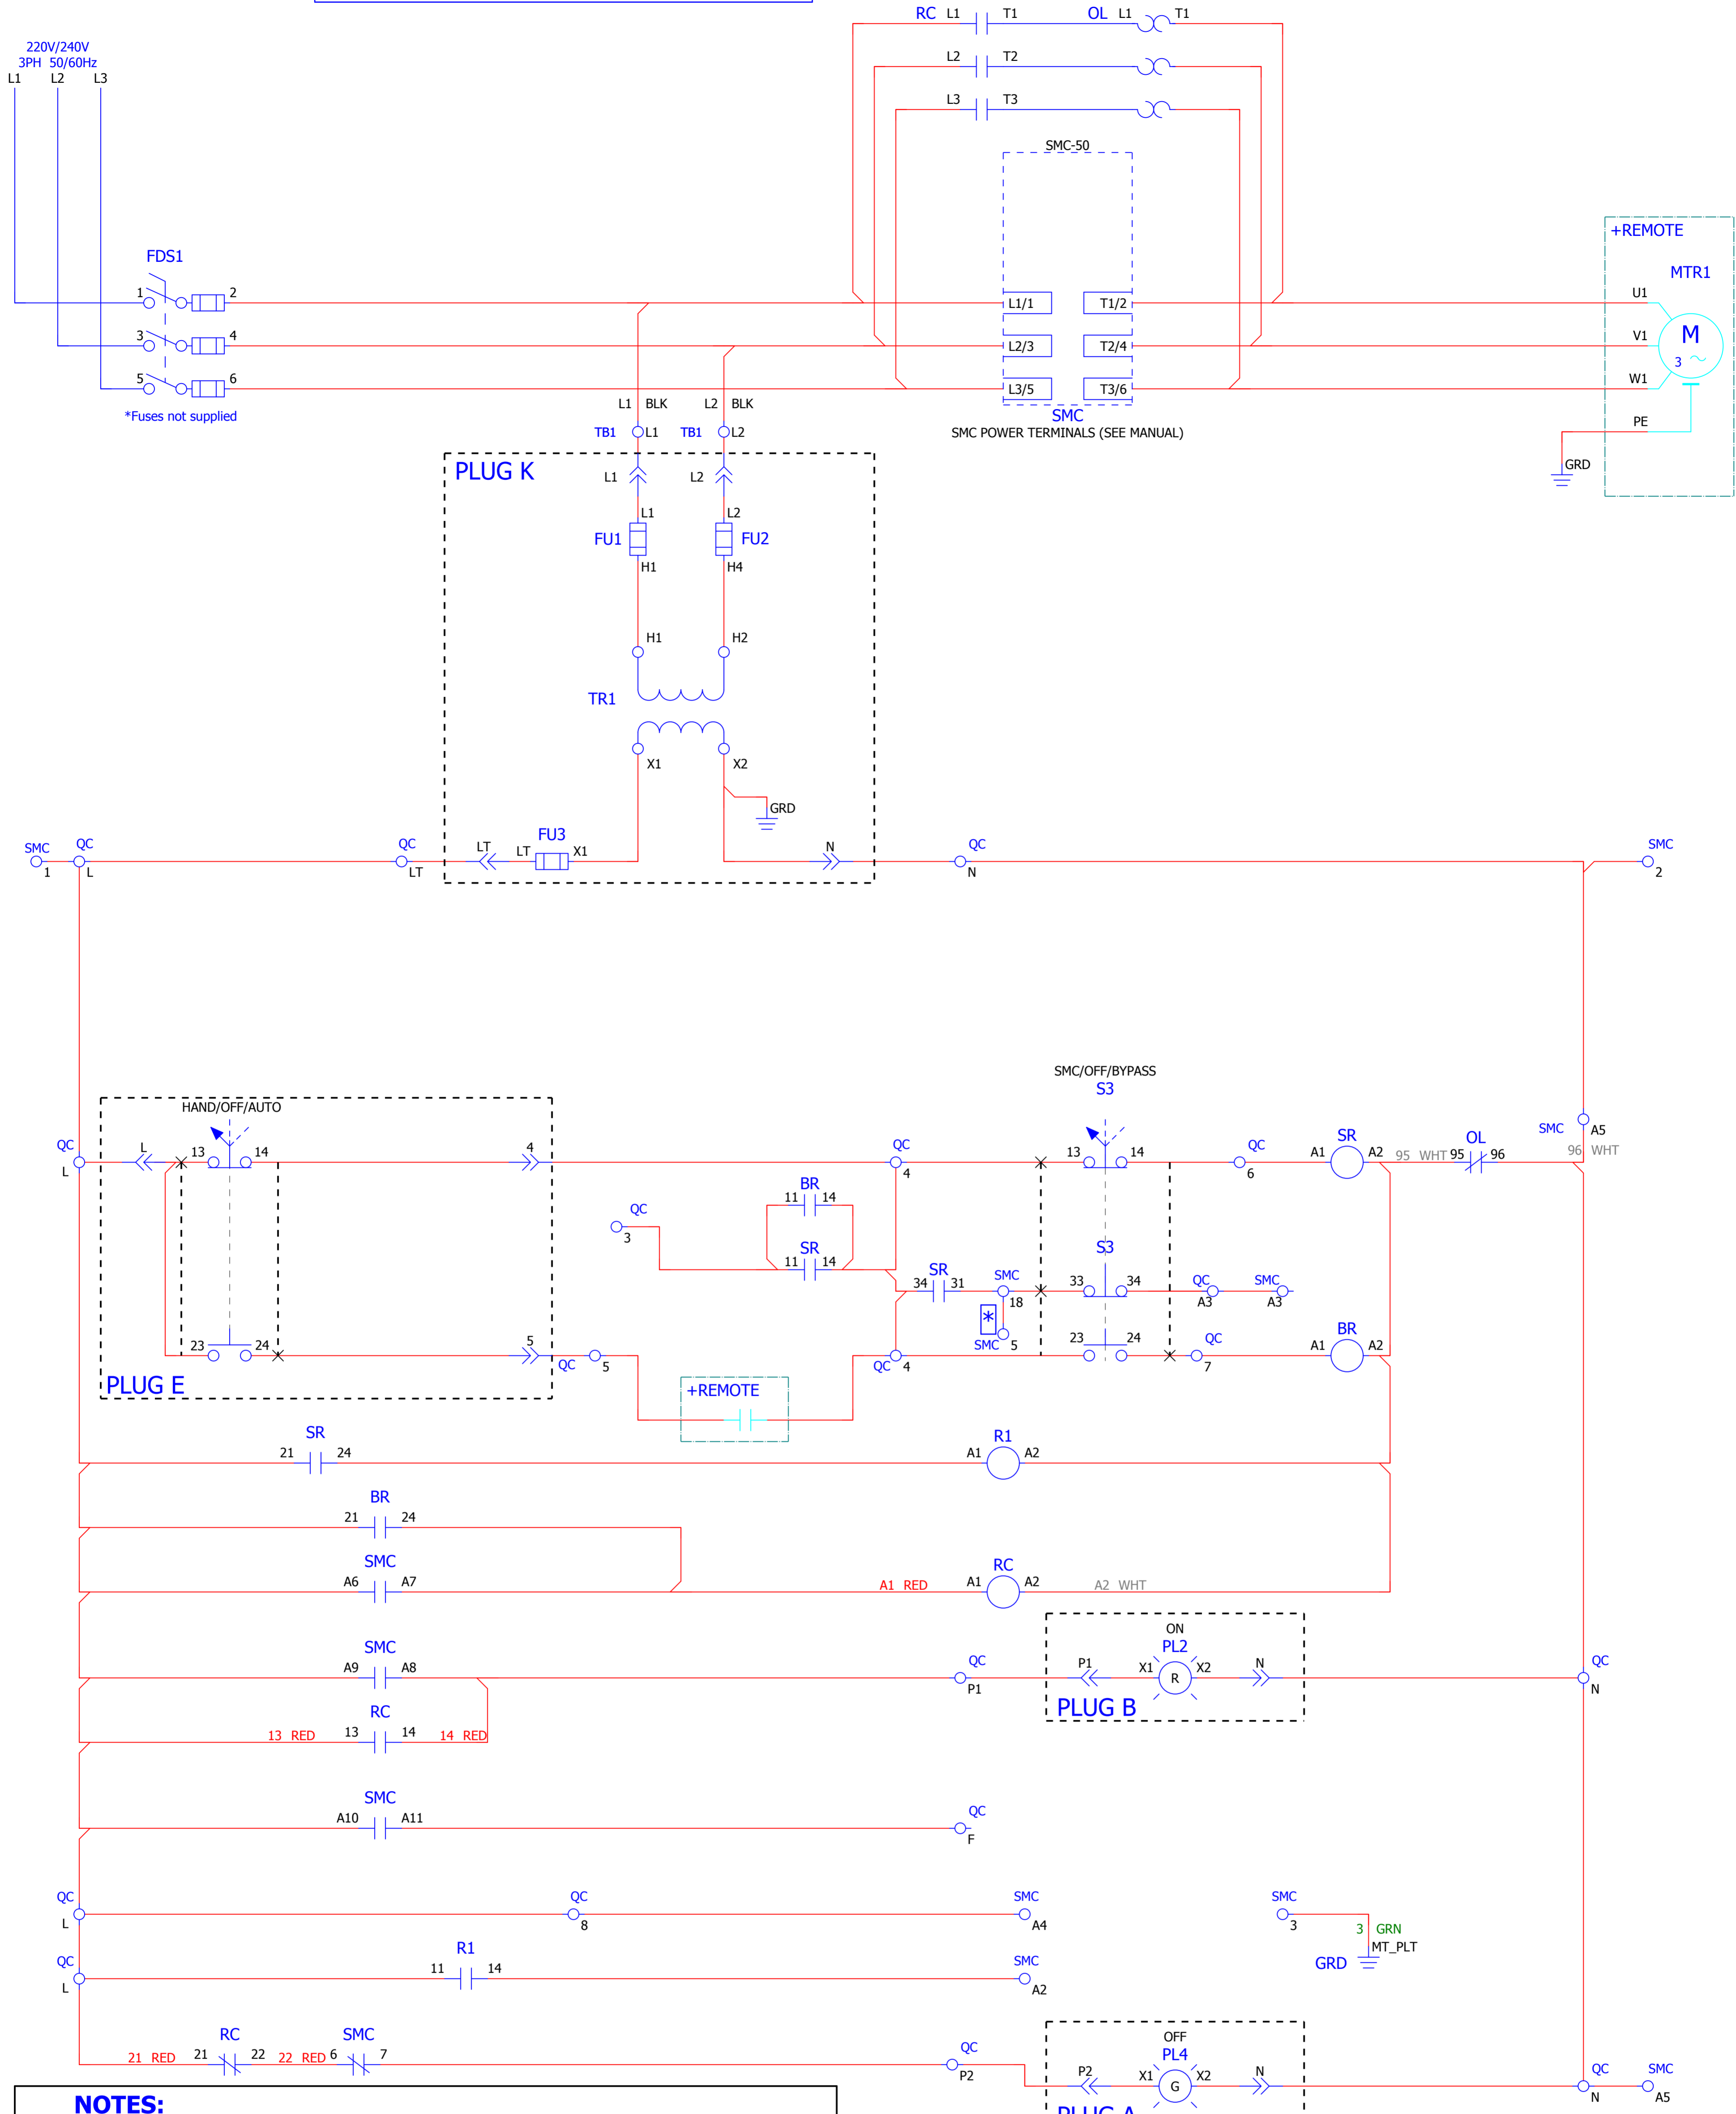 RC L1 T1 OL L1 T1
220V/240V
3PH 50/60Hz
L1 L2 L3
L2 T2
L3 T3
SMC-50
+REMOTE
MTR1
FDS1
1 2 L1/1 T1/2 U1
3 4 L2/3 T2/4 V1
M
3
5 6 L3/5 T3/6 W1
*Fuses not supplied
L1 BLK L2 BLK
SMC
PE
TB1 L1 TB1 L2
SMC POWER TERMINALS (SEE MANUAL)
GRD
PLUG K
L1 L2
L1 L2
FU1 FU2
H1 H4
H1 H2
TR1
X1 X2
GRD
FU3
SMC QC QC LT LT X1 N QC SMC
1 L LT N 2
SMC/OFF/BYPASS
S3
HAND/OFF/AUTO
SMC A5
QC L 13 14 4 QC 13 14 QC SR A1 A2 95 WHT OL 95 96 96 WHT
L 4 6
BR
11 14
QC
3
SR
11 14
S3
SR
34 31 SMC 33 34 QC SMC
18 A3 A3
*
SMC 5
23 24 5 23 24 QC BR A1 A2
QC 5 QC 4 7
PLUG E
+REMOTE
SR
21 24 R1 A1 A2
BR
21 24
SMC
A6 A7 A1 RED RC A1 A2 A2 WHT
ON
PL2
SMC
A9 A8 QC P1 X1 R X2 N QC
P1 N
PLUG B
RC
13 RED 13 14 14 RED
SMC
A10 A11 QC
F
QC QC SMC SMC
L 8 A4 3
3 GRN
MT_PLT
GRD
QC R1 SMC
L 11 14 A2
OFF
PL4
RC SMC
21 RED 21 22 22 RED 6 7 QC
P2
P2 X1 G X2 N QC SMC
N A5
PLUG A
NOTES: